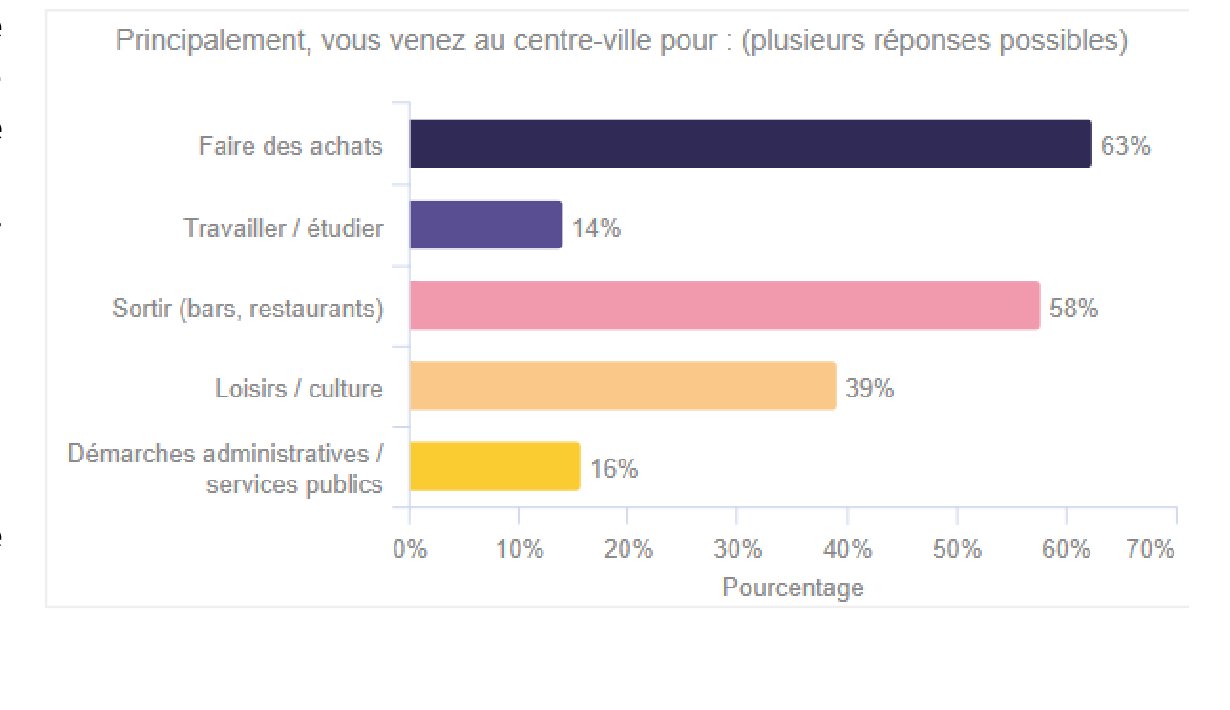 Principalement, vous venez au centre-ville pour : (plusieurs réponses possibles)
Faire des achats
63%
Travailler / étudier
14%
Sortir (bars, restaurants)
58%
Loisirs / culture
39%
Démarches administratives /
services publics
16%
0% 10% 20% 30% 40% 50% 60% 70%
Pourcentage